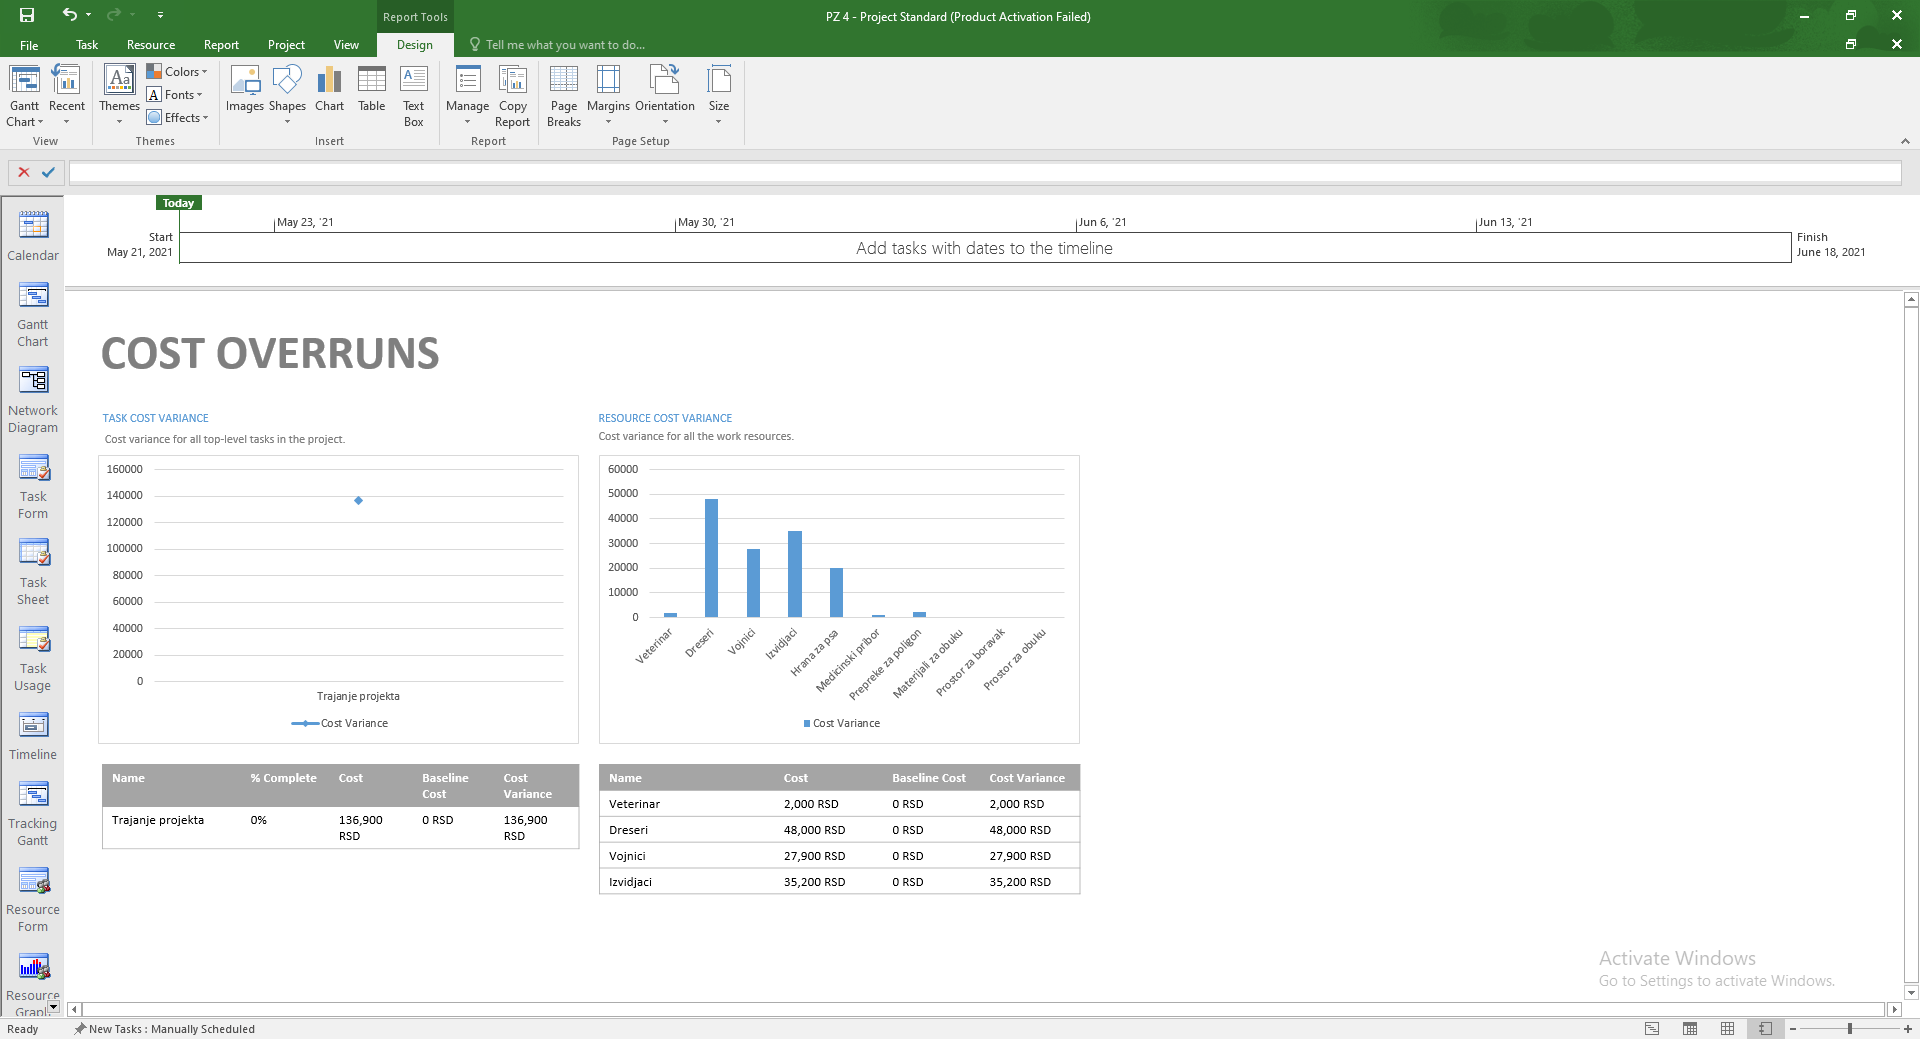 Report Tools
PZ 4 - Project Standard (Product Activation Failed)
File
Task
Resource
Report
Project
View
Design
Tell me what you want to do...
Gantt
Chart
Recent
View
Themes
Colors
Fonts
Effects
Themes
Images
Shapes
Chart
Table
Text
Box
Insert
Manage
Copy
Report
Report
Page
Breaks
Margins
Orientation
Size
Page Setup
Today
Start
May 21, 2021
May 23, '21
May 30, '21
Jun 6, '21
Jun 13, '21
Add tasks with dates to the timeline
Finish
June 18, 2021
Calendar
Gantt
Chart
Network
Diagram
Task
Form
Task
Sheet
Task
Usage
Timeline
Tracking
Gantt
Resource
Form
Resource
Graph
COST OVERRUNS
TASK COST VARIANCE
Cost variance for all top-level tasks in the project.
160000
140000
120000
100000
80000
60000
40000
20000
0
Trajanje projekta
Cost Variance
Name % Complete Cost Baseline Cost Cost Variance
Trajanje projekta 0% 136,900 RSD 0 RSD 136,900 RSD
RESOURCE COST VARIANCE
Cost variance for all the work resources.
60000
50000
40000
30000
20000
10000
0
Veterinar
Dreseri
Vojnici
Izvidjaci
Hrana za psa
Medicinski pribor
Prepreke za poligon
Materijali za obuku
Prostor za boravak
Prostor za obuku
Cost Variance
Name Cost Baseline Cost Cost Variance
Veterinar 2,000 RSD 0 RSD 2,000 RSD
Dreseri 48,000 RSD 0 RSD 48,000 RSD
Vojnici 27,900 RSD 0 RSD 27,900 RSD
Izvidjaci 35,200 RSD 0 RSD 35,200 RSD
Activate Windows
Go to Settings to activate Windows.
Ready
New Tasks : Manually Scheduled